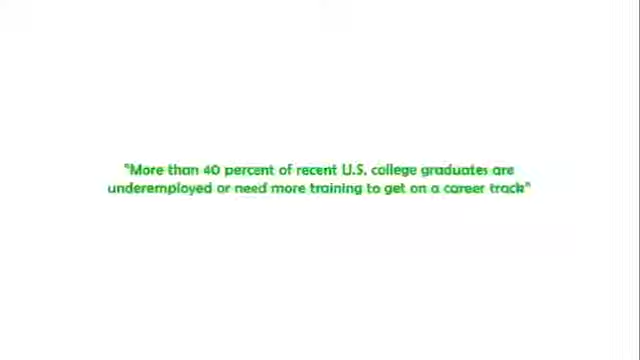 "More than 40 percent of recent U.S. college graduates are
underemployed or need more training to get on a career track"